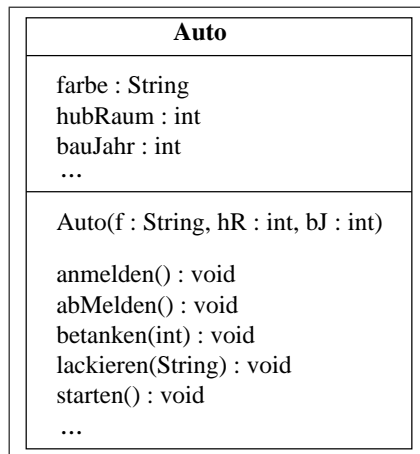 Auto
farbe : String
hubRaum : int
bauJahr : int
...
Auto(f : String, hR : int, bJ : int)
anmelden() : void
abMelden() : void
betanken(int) : void
lackieren(String) : void
starten() : void
...